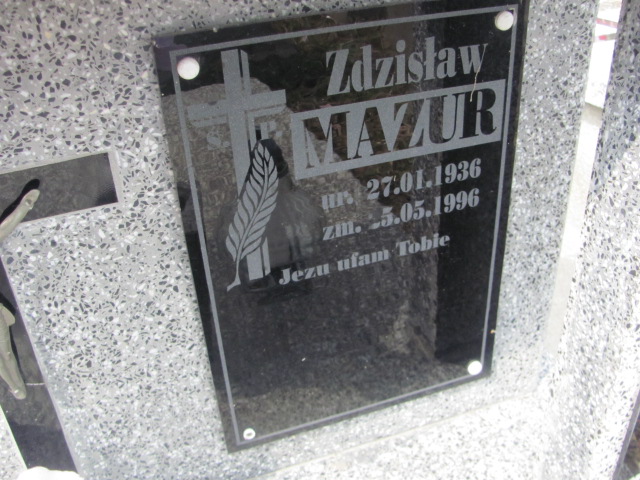 Zdzisław
MAZUR
ur. 27.01.1936
zm.
Jezu ufam Tobie